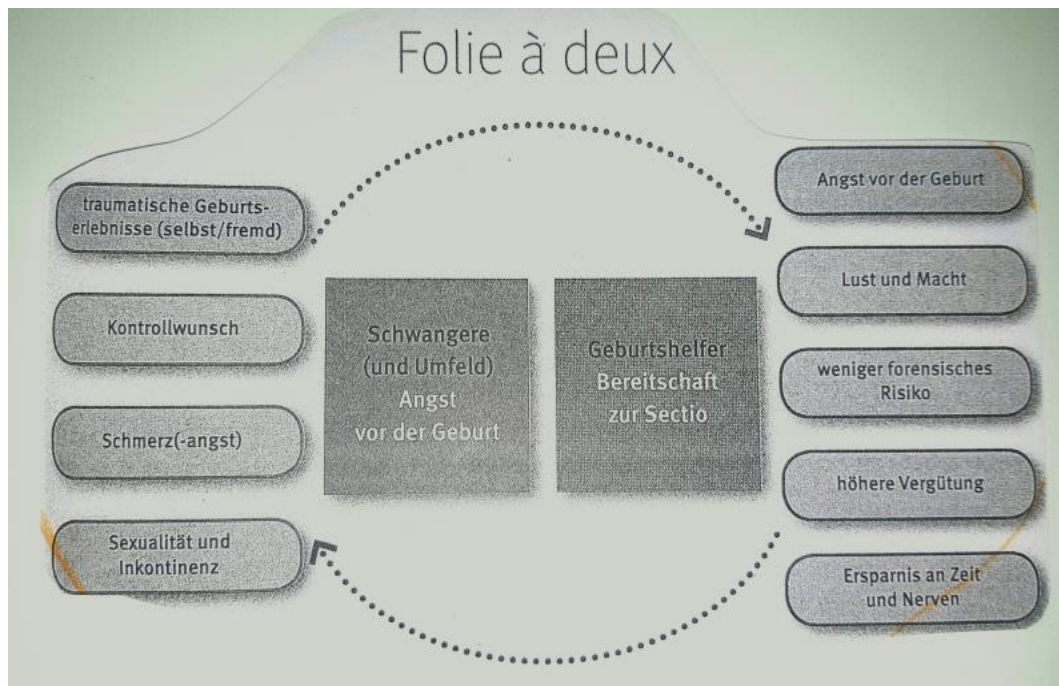 Folie à deux
traumatische Geburts-
erlebnisse (selbst/fremd)
Kontrollwunsch
Schmerz(-angst)
Sexualität und
Inkontinenz
Schwangere
(und Umfeld)
Angst
vor der Geburt
Geburtshelfer
Bereitschaft
zur Sectio
Angst vor der Geburt
Lust und Macht
weniger forensisches
Risiko
höhere Vergütung
Ersparnis an Zeit
und Nerven